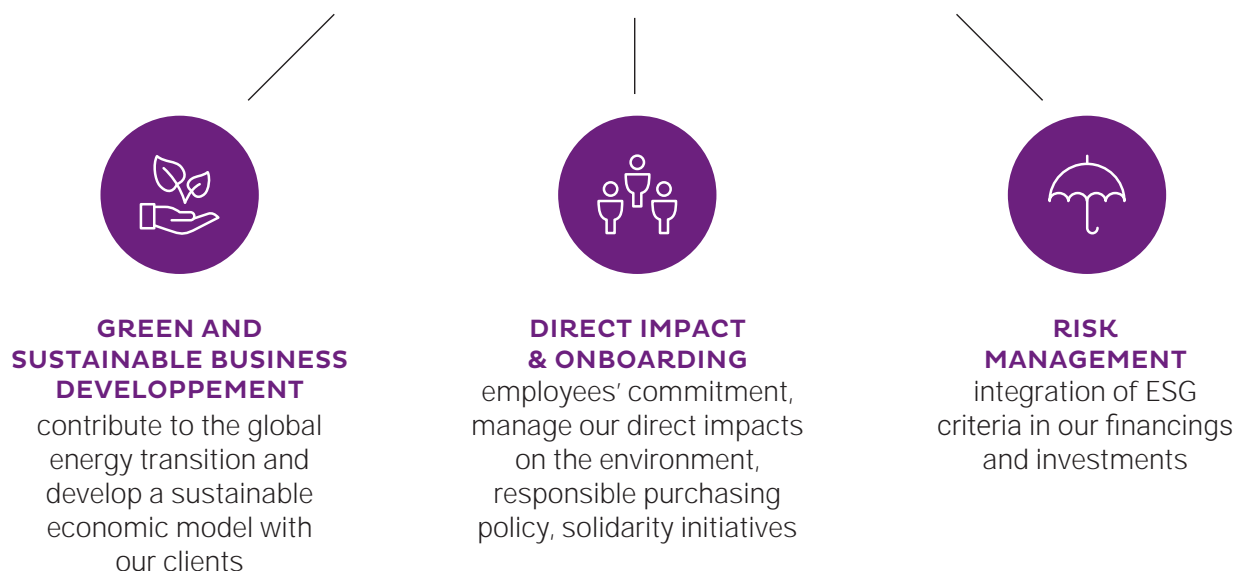 GREEN AND
SUSTAINABLE BUSINESS
DEVELOPPEMENT
contribute to the global
energy transition and
develop a sustainable
economic model with
our clients
DIRECT IMPACT
& ONBOARDING
employees’ commitment,
manage our direct impacts
on the environment,
responsible purchasing
policy, solidarity initiatives
RISK
MANAGEMENT
integration of ESG
criteria in our financings
and investments